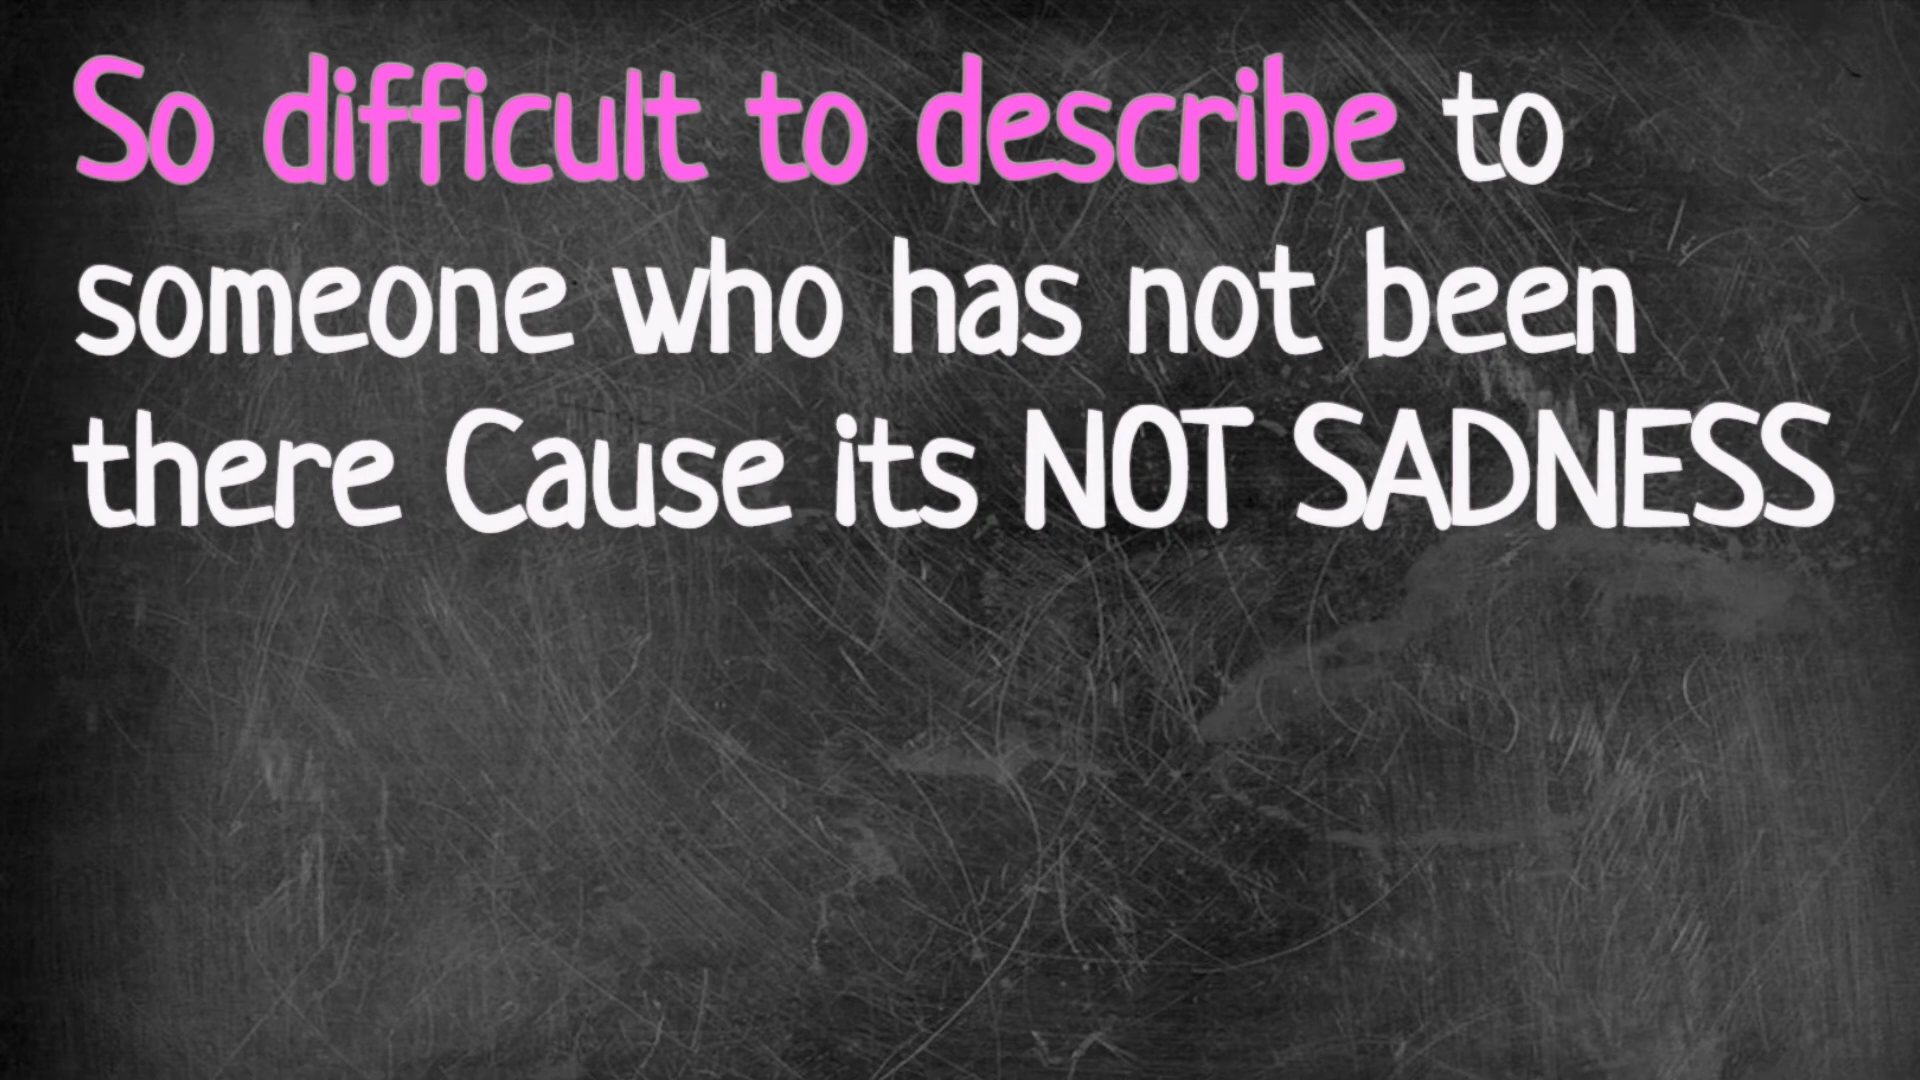 So difficult to describe to
someone who has not been
there Cause its NOT SADNESS